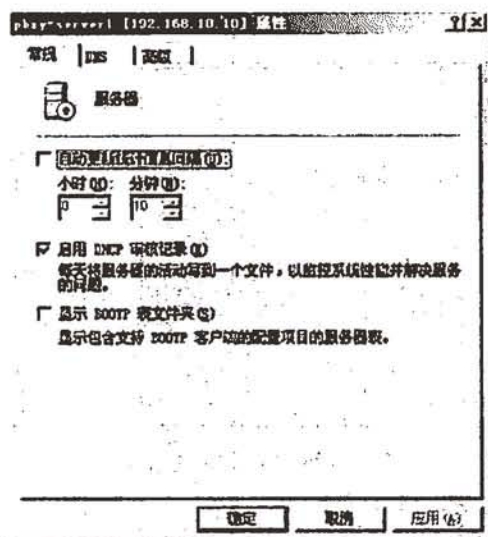 phzy-server1 [192.168.10.10] 属性
常规 DNS 高级
服务器
自动更新统计信息间隔(U):
小时(O): 分钟(M):
0 10
启用 DHCP 审核记录(A)
每天将服务器的活动写到一个文件，以监控系统性能并解决服务
的问题。
显示 BOOTP 表文件夹(S)
显示包含支持 BOOTP 客户端的配置项目的服务器表。
确定 取消 应用(A)